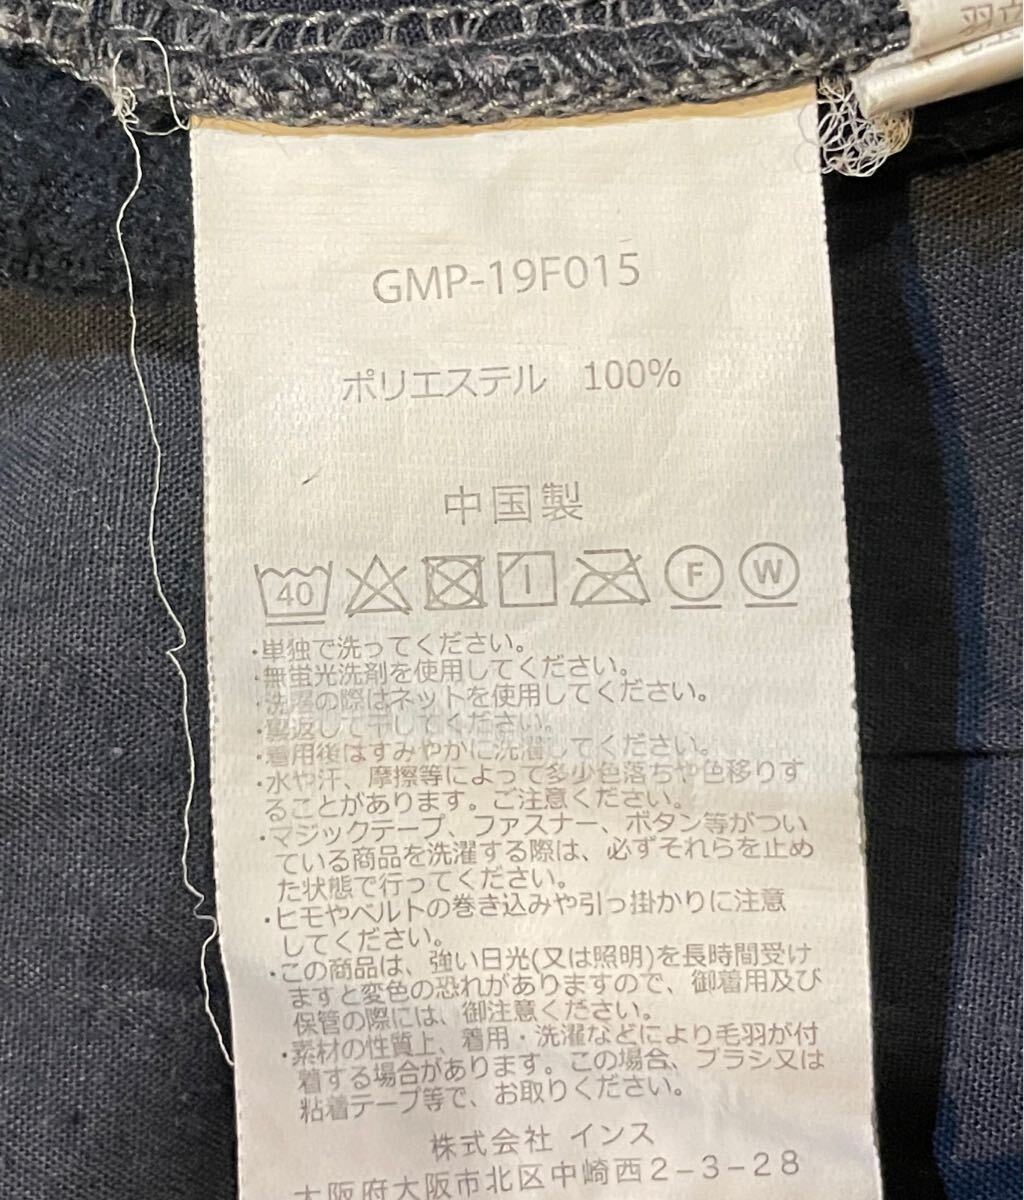 GMP-19F015
ポリエステル 100%
中国製
40 F W
・単独で洗ってください。
・無蛍光洗剤を使用してください。
・洗濯の際はネットを使用してください。
・裏返して干してください。
・着用後はすみやかに洗濯してください。
・水や汗、摩擦等によって多少色落ちや色移りす
ることがあります。ご注意ください。
・マジックテープ、ファスナー、ボタン等がつい
ている商品を洗濯する際は、必ずそれらを止め
た状態で行ってください。
・ヒモやベルトの巻き込みや引っ掛かりに注意
してください。
・この商品は、強い日光(又は照明)を長時間受け
ますと変色の恐れがありますので、御着用及び
保管の際には、御注意ください。
・素材の性質上、着用・洗濯などにより毛羽が付
着する場合があります。この場合、ブラシ又は
粘着テープ等で、お取りください。
株式会社 インス
大阪府大阪市北区中崎西2-3-28